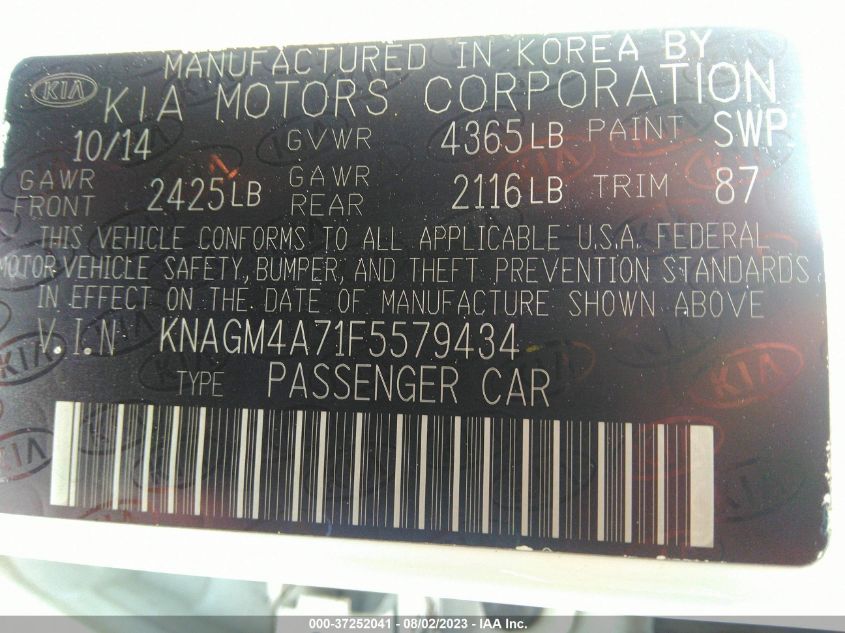 MANUFACTURED IN KOREA BY
KIA KIA MOTORS CORPORATION
10/14 GVWR 4365LB PAINT SWP
GAWR FRONT 2425LB GAWR REAR 2116LB TRIM 87
THIS VEHICLE CONFORMS TO ALL APPLICABLE U.S.A. FEDERAL
MOTOR-VEHICLE SAFETY, BUMPER, AND THEFT PREVENTION STANDARDS
IN EFFECT ON THE DATE OF MANUFACTURE SHOWN ABOVE
V.I.N KNAGM4A71F5579434
TYPE PASSENGER CAR
000-37252041 - 08/02/2023 - Copyright IAA, Inc.